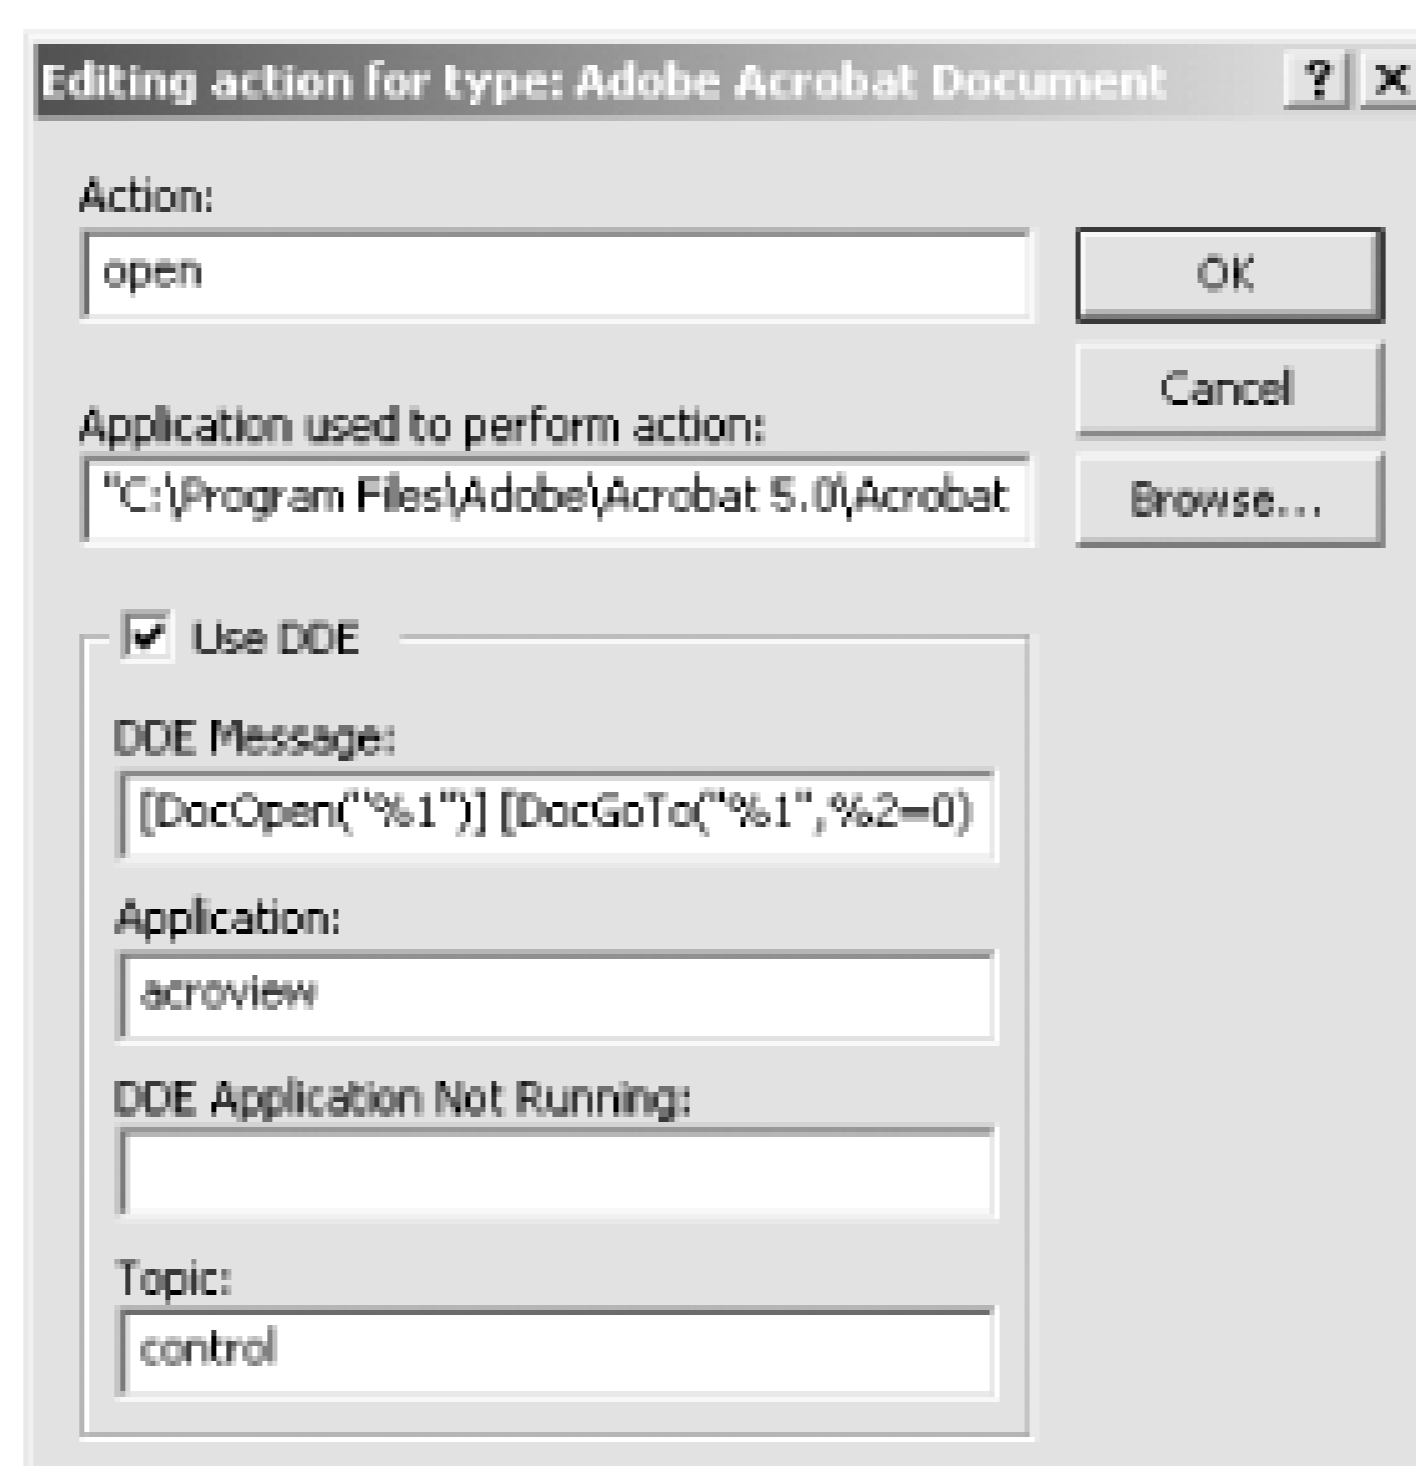 Editing action for type: Adobe Acrobat Document ? X
Action:
open
OK
Cancel
Application used to perform action:
"C:\Program Files\Adobe\Acrobat 5.0\Acrobat
Browse...
Use DDE
DDE Message:
[DocOpen("%1")] [DocGoTo("%1",%2=0)
Application:
acroview
DDE Application Not Running:
Topic:
control